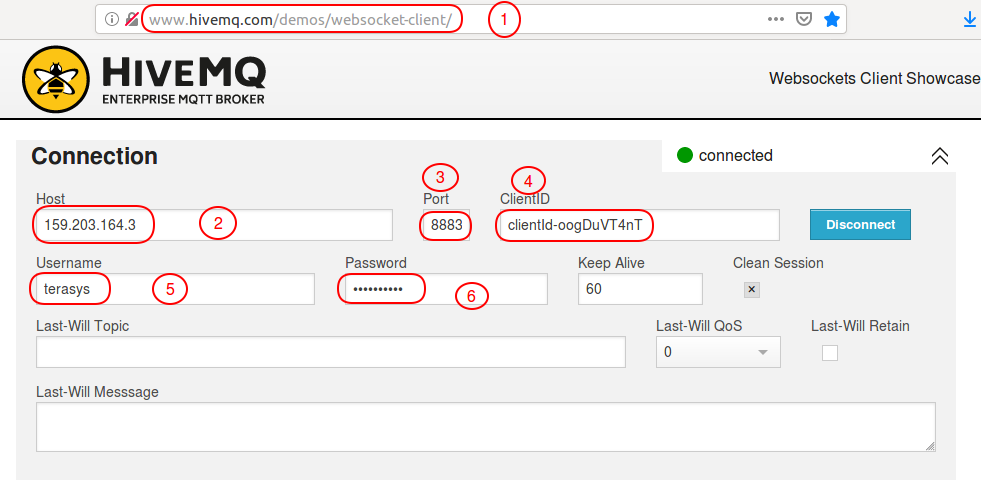 www.hivemq.com/demos/websocket-client/ 1
HIVEMQ
ENTERPRISE MQTT BROKER
Websockets Client Showcase
Connection
connected
3 4
Host Port ClientID
159.203.164.3 2 8883 clientId-oogDuVT4nT Disconnect
Username Password Keep Alive Clean Session
terasys 5 •••••••••• 6 60
Last-Will Topic Last-Will QoS Last-Will Retain
0
Last-Will Messsage